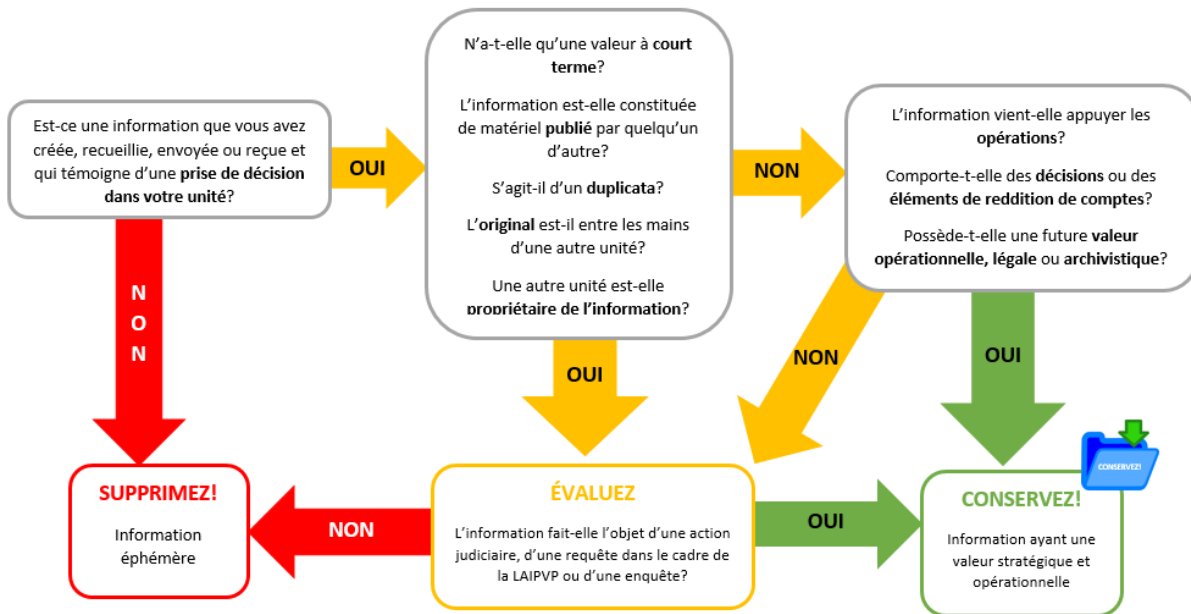 Est-ce une information que vous avez
créée, recueillie, envoyée ou reçue et
qui témoigne d'une prise de décision
dans votre unité?
OUI
N'a-t-elle qu'une valeur à court
terme?
L'information est-elle constituée
de matériel publié par quelqu'un
d'autre?
S'agit-il d'un duplicata?
L'original est-il entre les mains
d'une autre unité?
Une autre unité est-elle
propriétaire de l'information?
NON
L'information vient-elle appuyer les
opérations?
Comporte-t-elle des décisions ou des
éléments de reddition de comptes?
Possède-t-elle une future valeur
opérationnelle, légale ou archivistique?
N
O
N
OUI
NON
OUI
SUPPRIMEZ!
Information
éphémère
NON
ÉVALUEZ
L'information fait-elle l'objet d'une action
judiciaire, d'une requête dans le cadre de
la LAIPVP ou d'une enquête?
OUI
CONSERVEZ!
CONSERVEZ!
Information ayant une
valeur stratégique et
opérationnelle